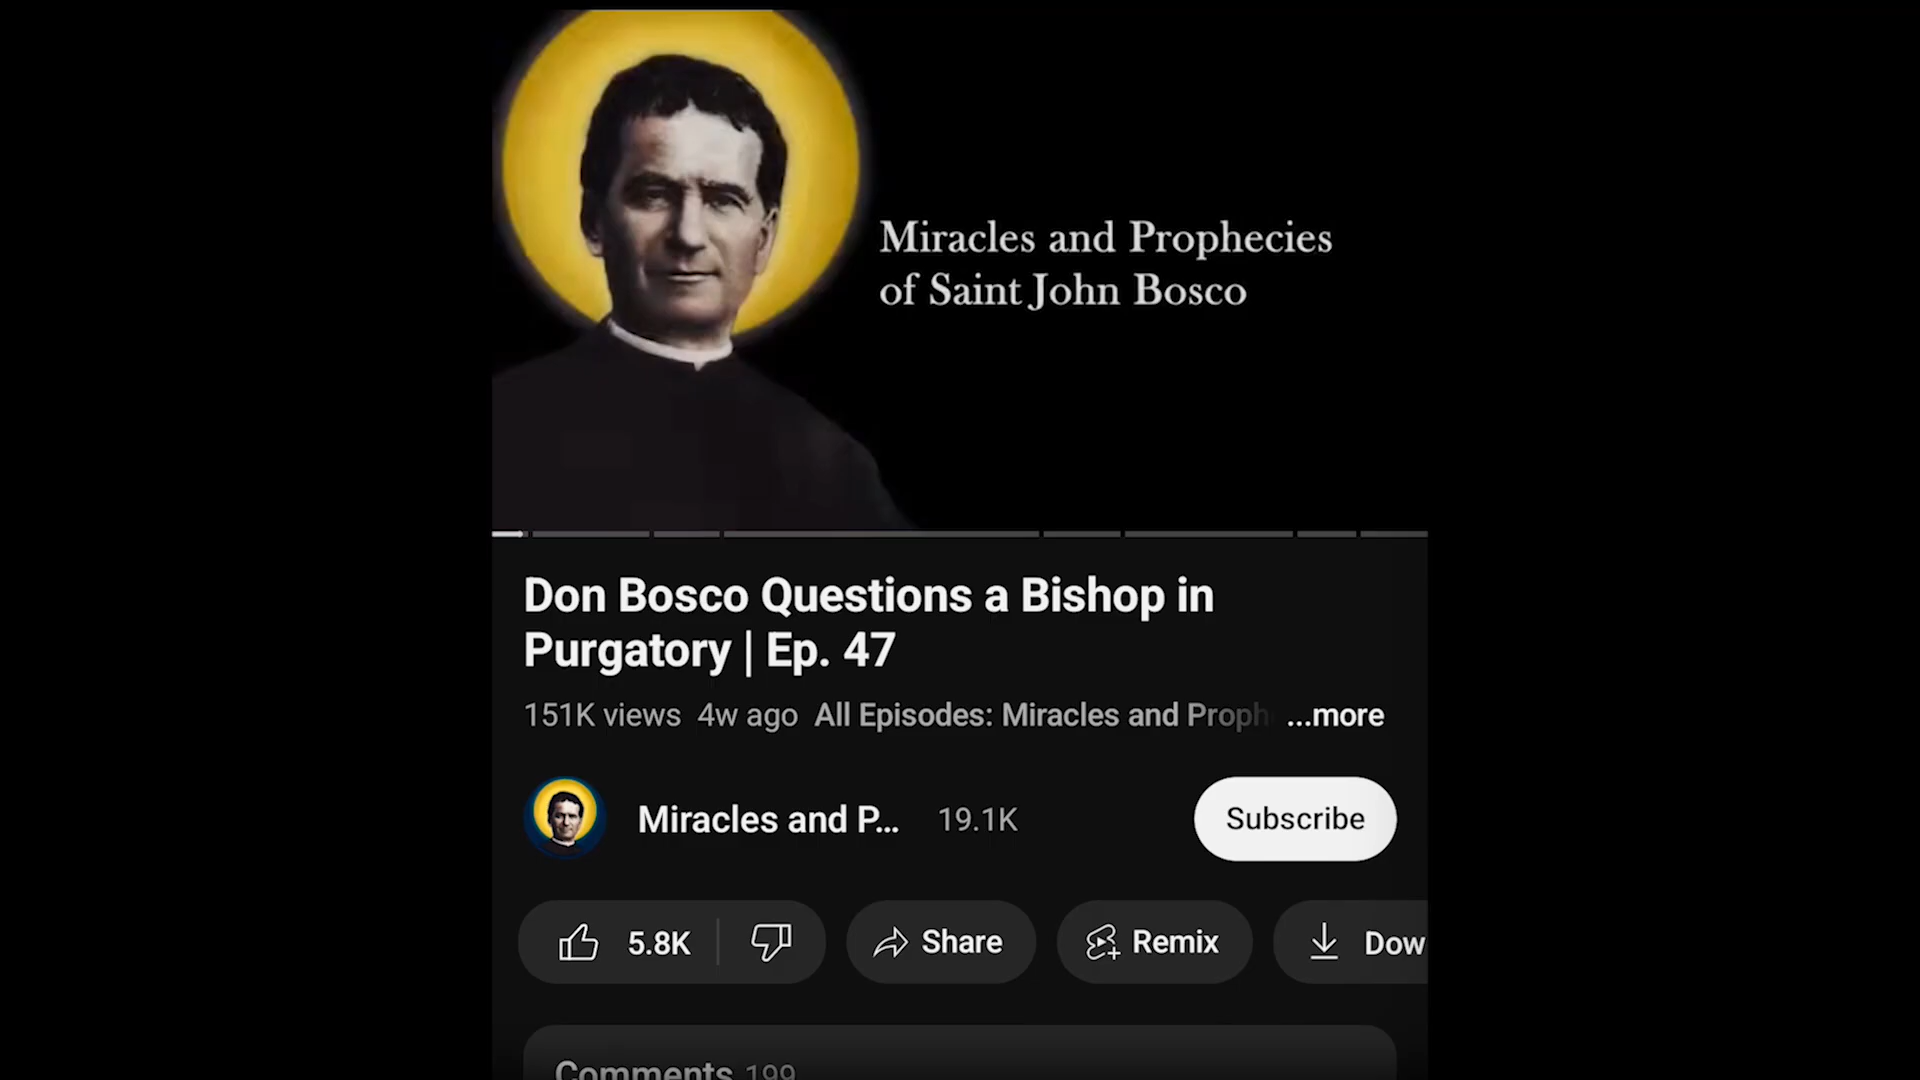 Miracles and Prophecies
of Saint John Bosco
Don Bosco Questions a Bishop in
Purgatory | Ep. 47
151K views 4w ago All Episodes: Miracles and Proph ...more
Miracles and P... 19.1K Subscribe
5.8K Share Remix Dow
Comments 199